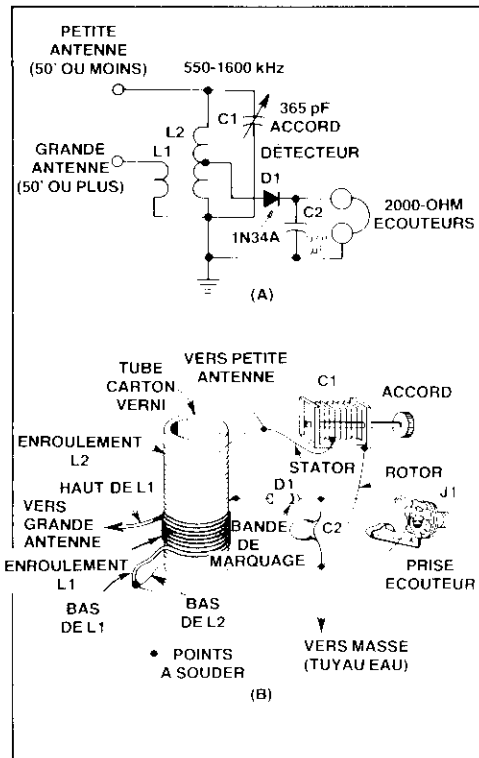 PETITE
ANTENNE
(50' OU MOINS)
550-1600 kHz
C1
365 pF
ACCORD
L2
GRANDE
ANTENNE
(50' OU PLUS)
L1
DÉTECTEUR
D1
C2
2000-OHM
ECOUTEURS
1N34A
(A)
TUBE
CARTON
VERNI
VERS PETITE
ANTENNE
C1
ACCORD
ENROULEMENT
L2
STATOR
ROTOR
HAUT DE L1
D1
J1
VERS
GRANDE
ANTENNE
C2
BANDE
DE
MARQUAGE
ENROULEMENT
L1
PRISE
ECOUTEUR
BAS
DE L1
BAS
DE L2
POINTS
A SOUDER
VERS MASSE
(TUYAU EAU)
(B)